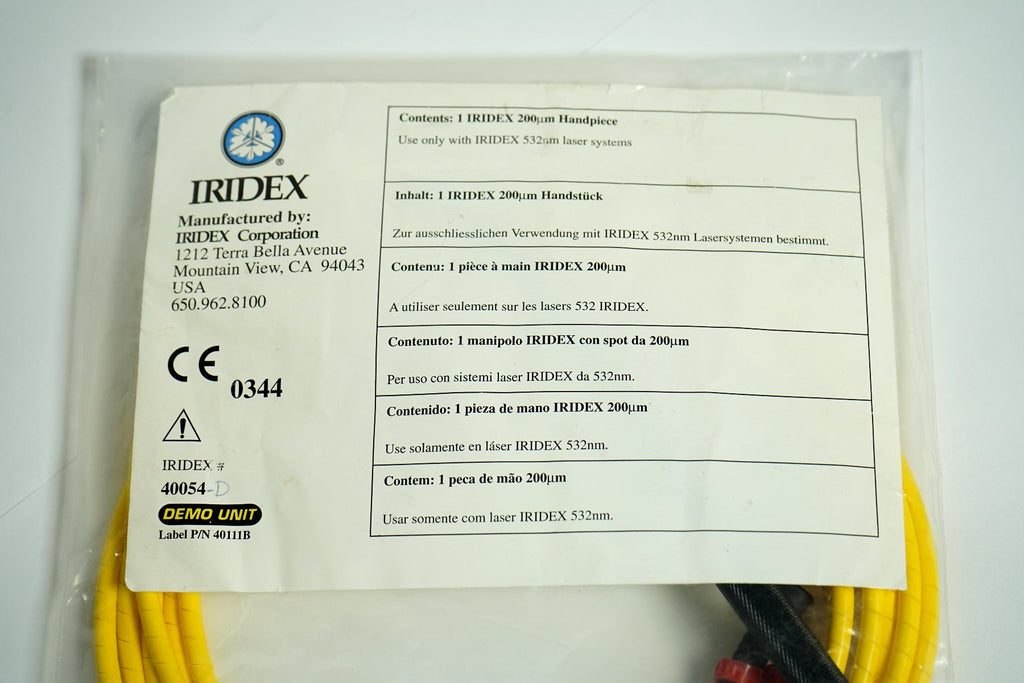 ®
IRIDEX
Manufactured by:
IRIDEX Corporation
1212 Terra Bella Avenue
Mountain View, CA 94043
USA
650.962.8100
CE 0344
IRIDEX #
40054-D
DEMO UNIT
Label P/N 40111B
Contents: 1 IRIDEX 200µm Handpiece
Use only with IRIDEX 532nm laser systems
Inhalt: 1 IRIDEX 200µm Handstück
Zur ausschliesslichen Verwendung mit IRIDEX 532nm Lasersystemen bestimmt.
Contenu: 1 pièce à main IRIDEX 200µm
A utiliser seulement sur les lasers 532 IRIDEX.
Contenuto: 1 manipolo IRIDEX con spot da 200µm
Per uso con sistemi laser IRIDEX da 532nm.
Contenido: 1 pieza de mano IRIDEX 200µm
Use solamente en láser IRIDEX 532nm.
Contem: 1 peca de mão 200µm
Usar somente com laser IRIDEX 532nm.